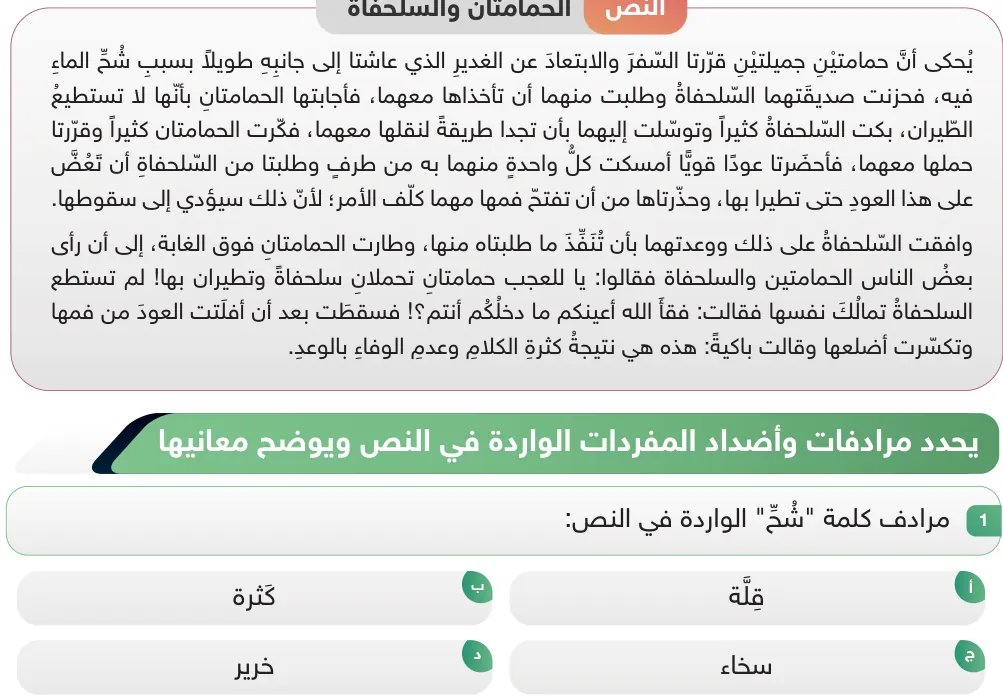 النص
الحمامتان والسلحفاة
يُحكى أنَّ حمامتيْنِ جميلتيْنِ قرّرتا السّفرَ والابتعادَ عن الغديرِ الذي عاشتا إلى جانبِهِ طويلاً بسببِ شُحِّ الماءِ
فيه، فحزنت صديقَتهما السّلحفاةُ وطلبت منهما أن تأخذاها معهما، فأجابتها الحمامتانِ بأنّها لا تستطيعُ
الطّيران، بكت السّلحفاةُ كثيراً وتوسّلت إليهما بأن تجدا طريقةً لنقلها معهما، فكّرت الحمامتان كثيراً وقرّرتا
حملها معهما، فأحضَرتا عودًا قويًّا أمسكت كلُّ واحدةٍ منهما به من طرفٍ وطلبتا من السّلحفاةِ أن تَعُضَّ
على هذا العودِ حتى تطيرا بها، وحذّرتاها من أن تفتحّ فمها مهما كلّف الأمر؛ لأنّ ذلك سيؤدي إلى سقوطها.
وافقت السّلحفاةُ على ذلك ووعدتهما بأن تُنَفِّذَ ما طلبتاه منها، وطارت الحمامتانِ فوق الغابة، إلى أن رأى
بعضُ الناس الحمامتين والسلحفاة فقالوا: يا للعجب حمامتانِ تحملانِ سلحفاةً وتطيران بها! لم تستطع
السلحفاةُ تمالُكَ نفسها فقالت: فقأَ الله أعينكم ما دخلُكُم أنتم؟! فسقطَت بعد أن أفلَتت العودَ من فمها
وتكسّرت أضلعها وقالت باكيةً: هذه هي نتيجةُ كثرةِ الكلامِ وعدمِ الوفاءِ بالوعدِ.
يحدد مرادفات وأضداد المفردات الواردة في النص ويوضح معانيها
1 مرادف كلمة "شُحِّ" الواردة في النص:
أ قِلَّة
ب كَثرة
ج سخاء
د خرير